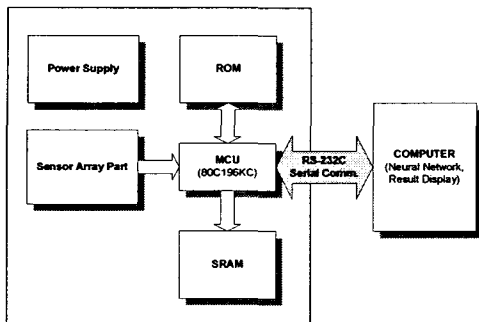 Power Supply
ROM
Sensor Array Part
MCU
(80C196KC)
RS-232C
Serial Comm.
COMPUTER
(Neural Network,
Result Display)
SRAM